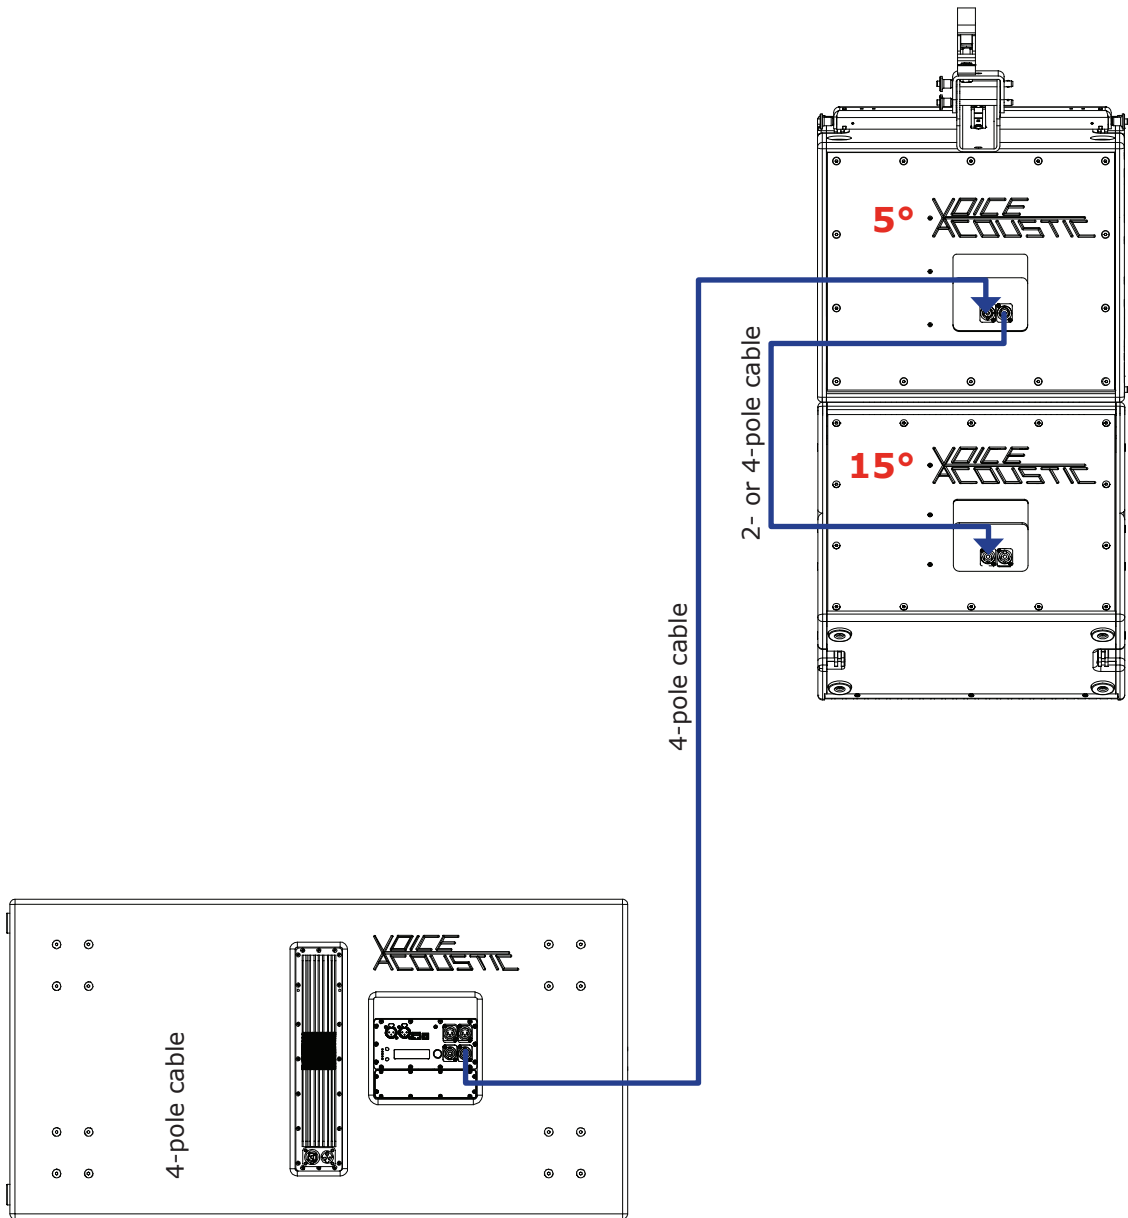 5°
VOICE
ACOUSTIC
2- or 4-pole cable
15°
VOICE
ACOUSTIC
4-pole cable
VOICE
ACOUSTIC
4-pole cable